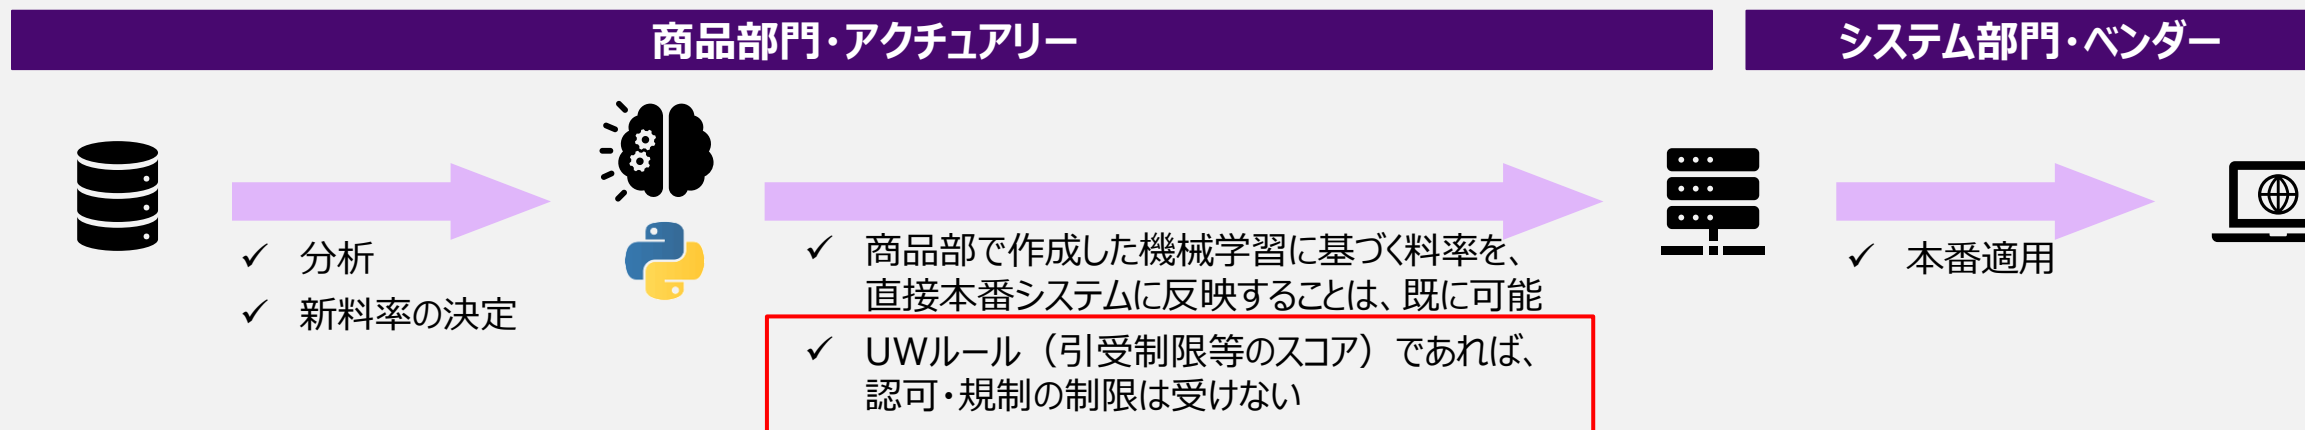 商品部門・アクチュアリー
システム部門・ベンダー
✓ 分析
✓ 新料率の決定
✓ 商品部で作成した機械学習に基づく料率を、
直接本番システムに反映することは、既に可能
✓ UWルール（引受制限等のスコア）であれば、
認可・規制の制限は受けない
✓ 本番適用